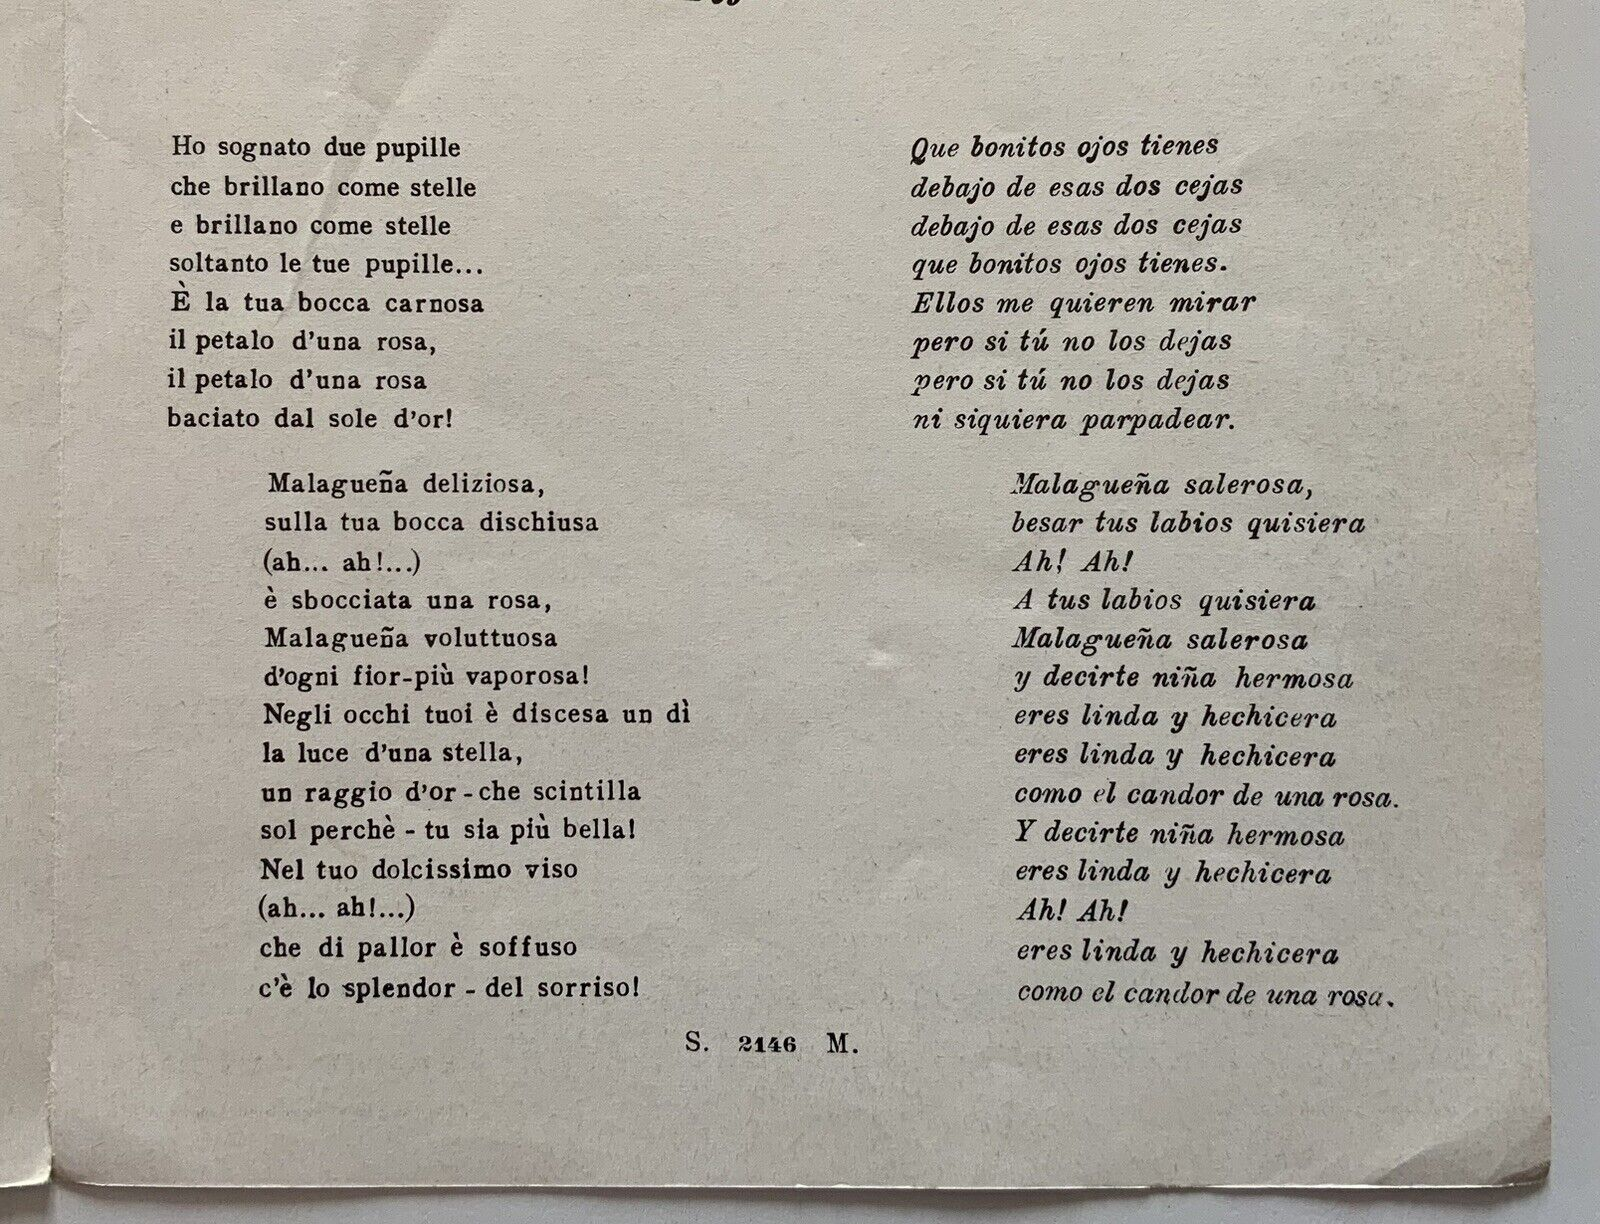 Ho sognato due pupille
che brillano come stelle
e brillano come stelle
soltanto le tue pupille...
È la tua bocca carnosa
il petalo d'una rosa,
il petalo d'una rosa
baciato dal sole d'or!
Malagueña deliziosa,
sulla tua bocca dischiusa
(ah... ah!...)
è sbocciata una rosa,
Malagueña voluttuosa
d'ogni fior-più vaporosa!
Negli occhi tuoi è discesa un dì
la luce d'una stella,
un raggio d'or - che scintilla
sol perchè - tu sia più bella!
Nel tuo dolcissimo viso
(ah... ah!...)
che di pallor è soffuso
c'è lo splendor - del sorriso!
Que bonitos ojos tienes
debajo de esas dos cejas
debajo de esas dos cejas
que bonitos ojos tienes.
Ellos me quieren mirar
pero si tú no los dejas
pero si tú no los dejas
ni siquiera parpadear.
Malagueña salerosa,
besar tus labios quisiera
Ah! Ah!
A tus labios quisiera
Malagueña salerosa
y decirte niña hermosa
eres linda y hechicera
eres linda y hechicera
como el candor de una rosa.
Y decirte niña hermosa
eres linda y hechicera
Ah! Ah!
eres linda y hechicera
como el candor de una rosa.
S. 2146 M.